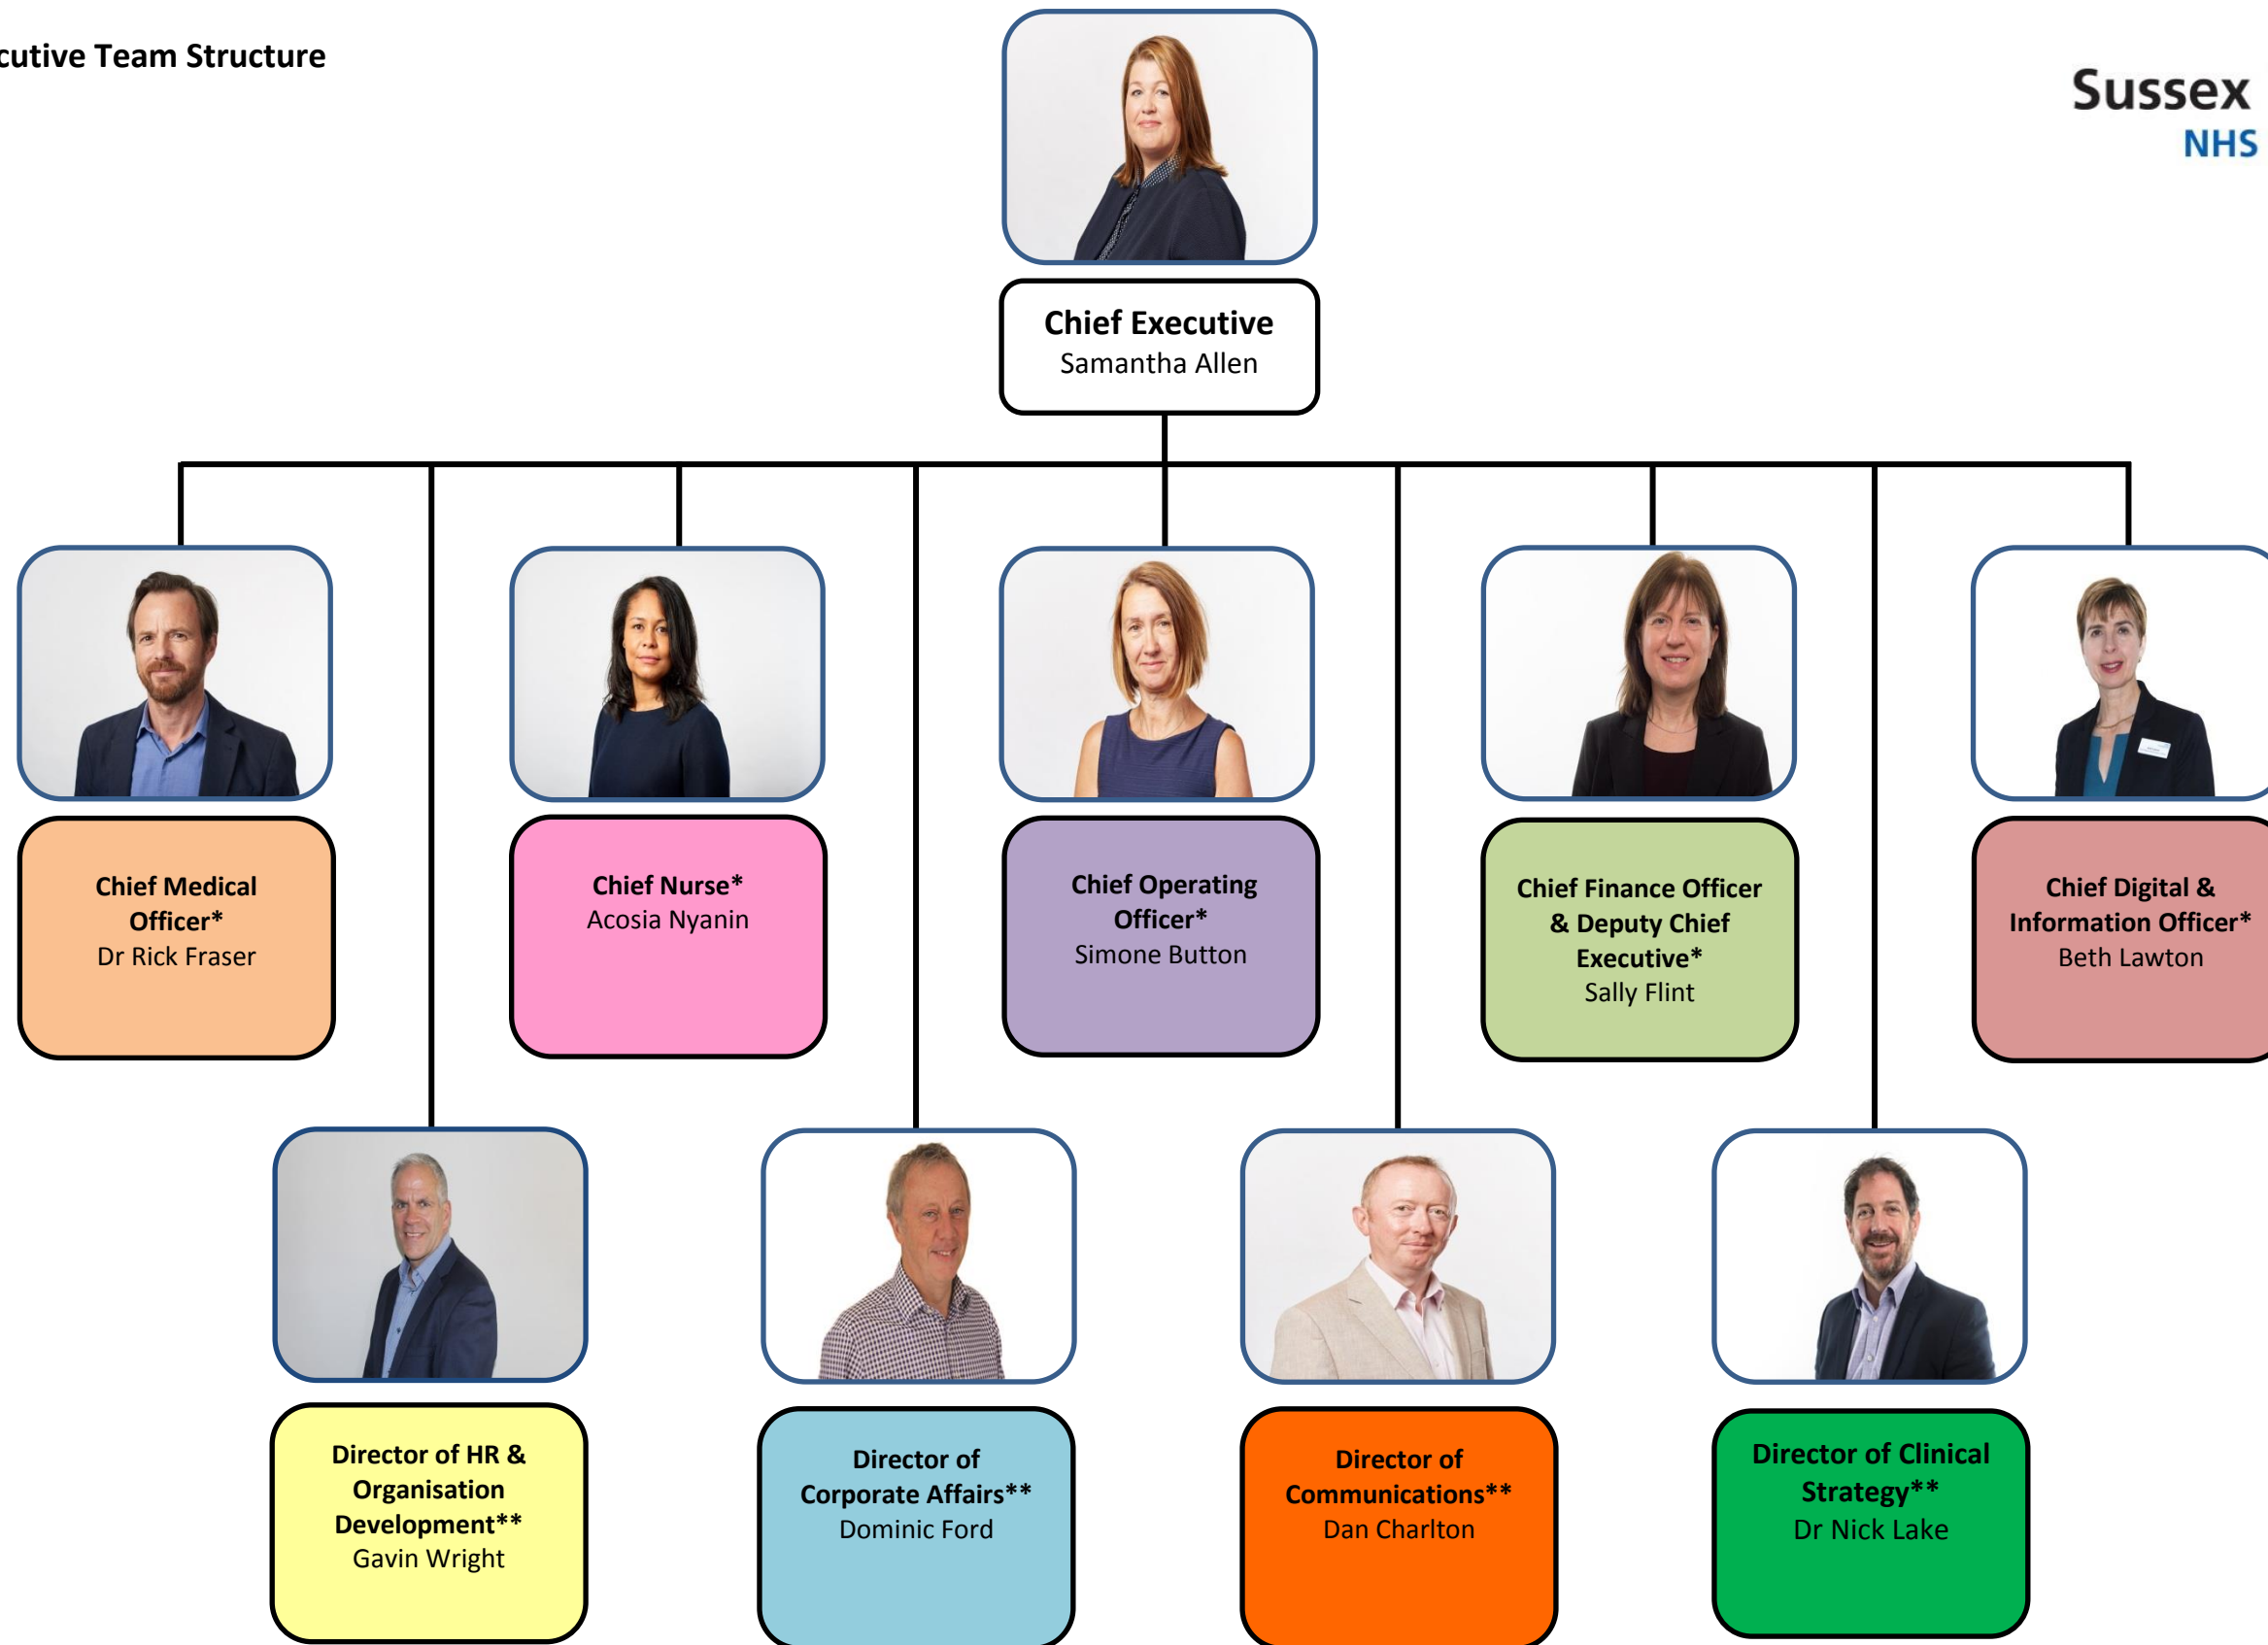 cutive Team Structure
Sussex
NHS
Chief Executive
Samantha Allen
Chief Medical
Officer*
Dr Rick Fraser
Chief Nurse*
Acosia Nyanin
Chief Operating
Officer*
Simone Button
Chief Finance Officer
& Deputy Chief
Executive*
Sally Flint
Chief Digital &
Information Officer*
Beth Lawton
Director of HR &
Organisation
Development**
Gavin Wright
Director of
Corporate Affairs**
Dominic Ford
Director of
Communications**
Dan Charlton
Director of Clinical
Strategy**
Dr Nick Lake